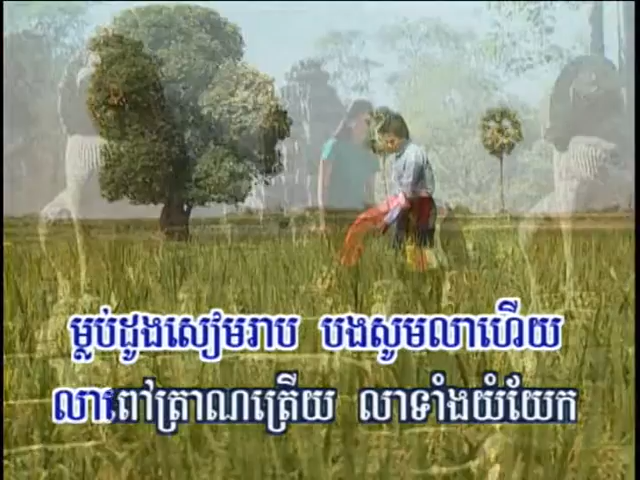 ម្លប់ដូងសៀមរាប បងសូមលាហើយ
លាពៅត្រាណត្រើយ លាទាំងយំយែក